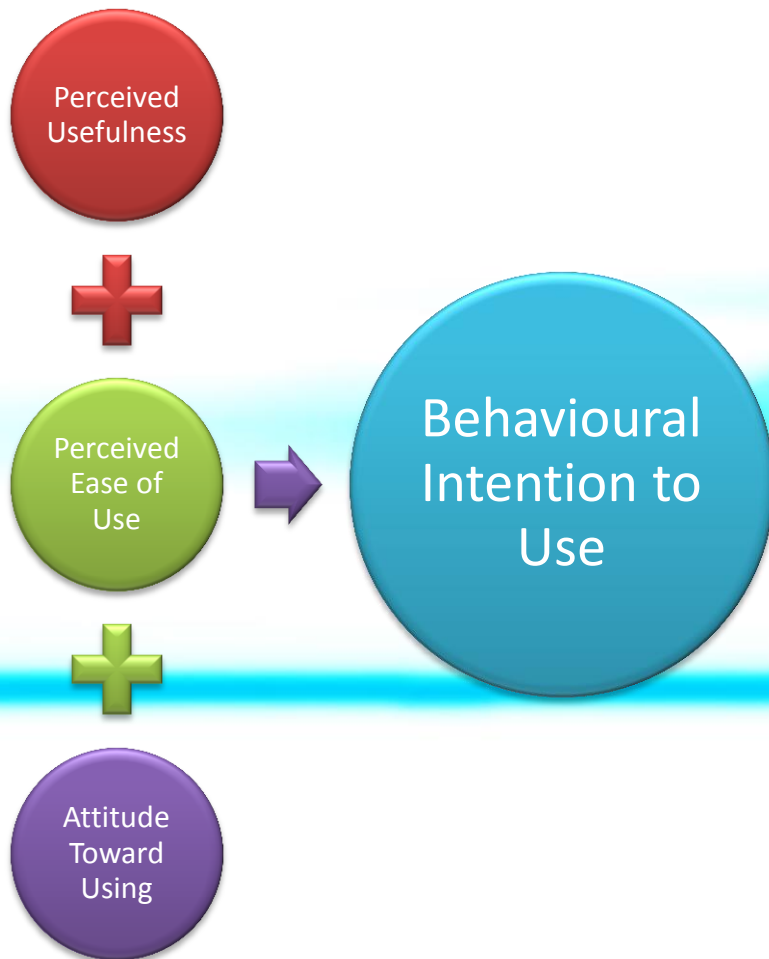 Perceived
Usefulness
Perceived
Ease of
Use
Attitude
Toward
Using
Behavioural
Intention to
Use